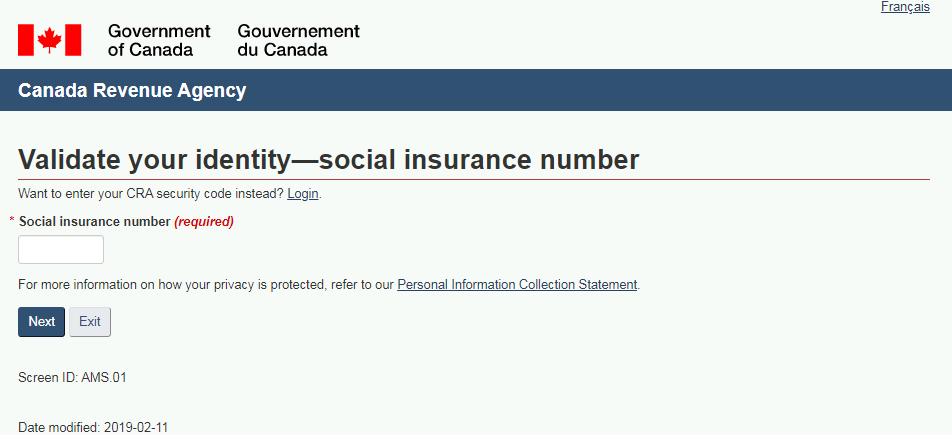 Français
Government of Canada
Gouvernement du Canada
Canada Revenue Agency
Validate your identity—social insurance number
Want to enter your CRA security code instead? Login.
* Social insurance number (required)
For more information on how your privacy is protected, refer to our Personal Information Collection Statement.
Next Exit
Screen ID: AMS.01
Date modified: 2019-02-11